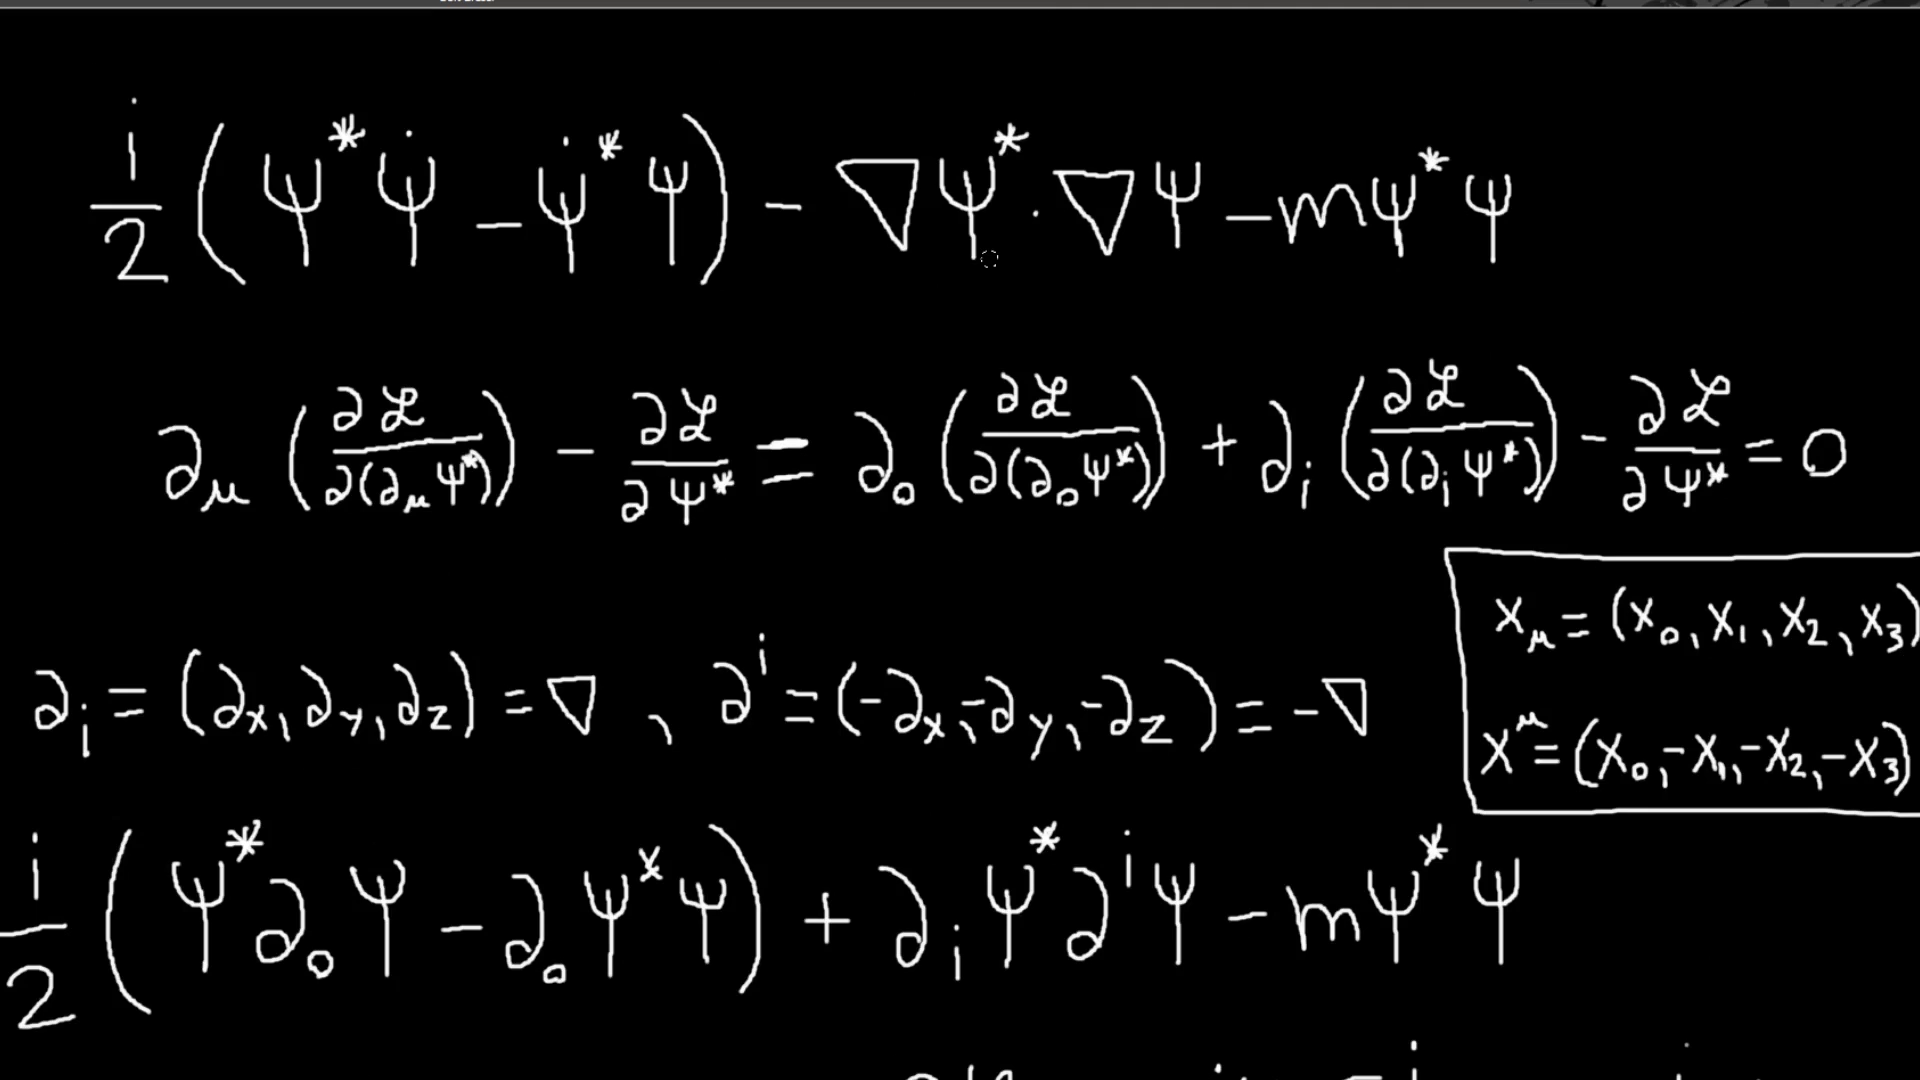 i/2 (ψ* ψ̇ − ψ̇* ψ) − ∇ψ* · ∇ψ − mψ*ψ
∂_μ (∂ℒ/∂(∂_μ ψ*)) − ∂ℒ/∂ψ* = ∂_0 (∂ℒ/∂(∂_0 ψ*)) + ∂_i (∂ℒ/∂(∂_i ψ*)) − ∂ℒ/∂ψ* = 0
x_μ = (x_0, x_1, x_2, x_3)
∂_i = (∂_x, ∂_y, ∂_z) = ∇ , ∂^i = (−∂_x, −∂_y, −∂_z) = −∇
x^μ = (x_0, −x_1, −x_2, −x_3)
i/2 (ψ* ∂_0 ψ − ∂_0 ψ* ψ) + ∂_i ψ* ∂^i ψ − mψ*ψ